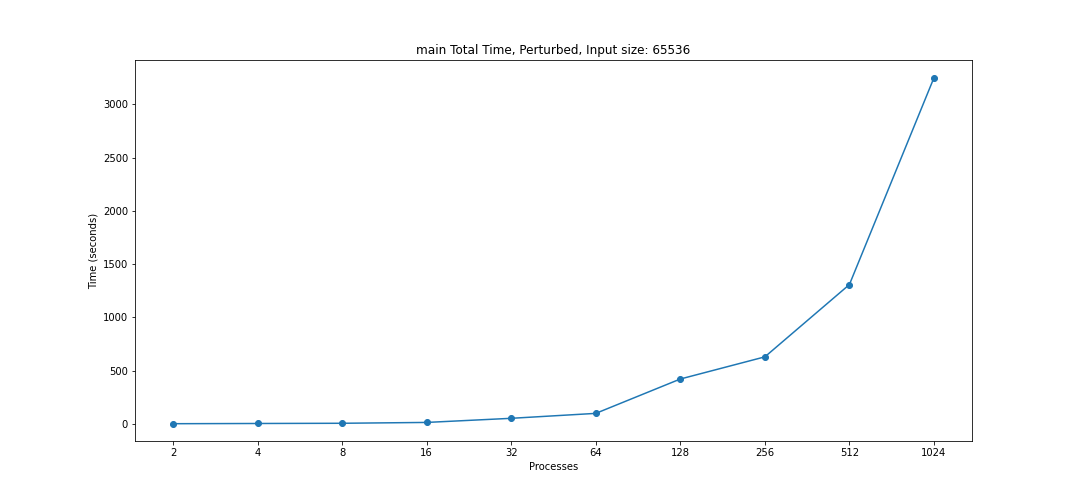 main Total Time, Perturbed, Input size: 65536
Time (seconds)
3000
2500
2000
1500
1000
500
0
2 4 8 16 32 64 128 256 512 1024
Processes